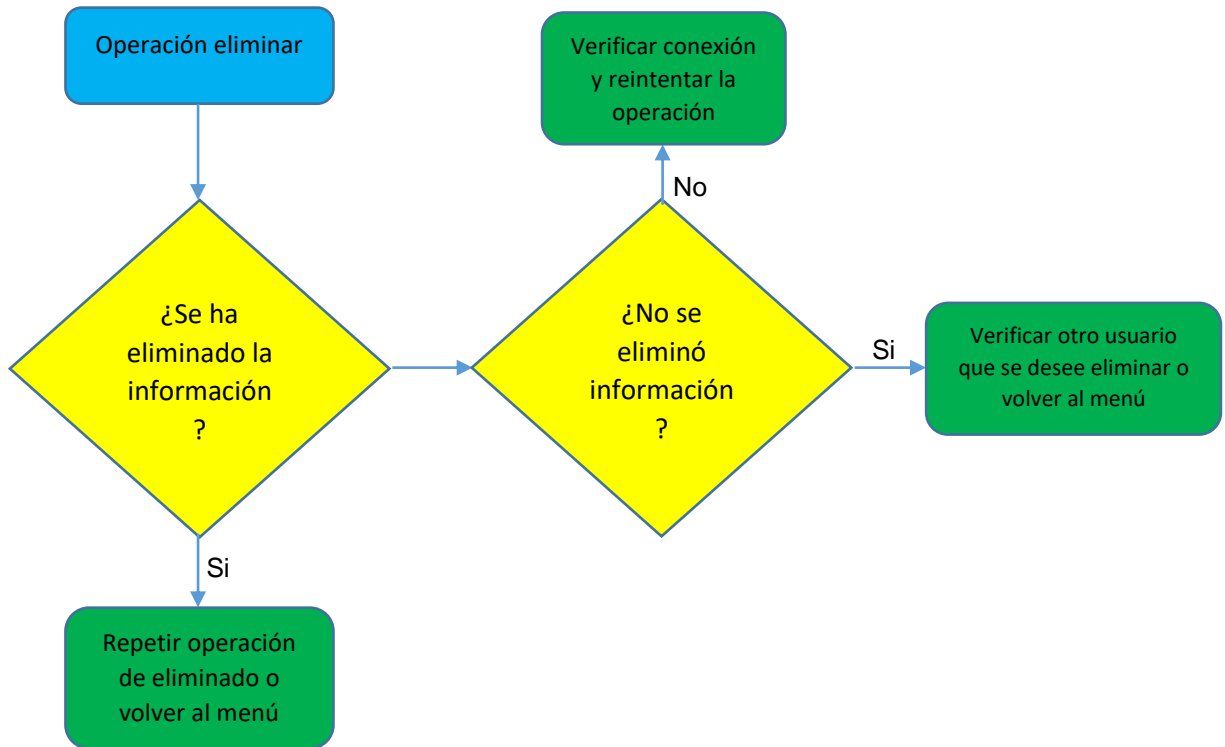 Operación eliminar
Verificar conexión
y reintentar la
operación
No
¿Se ha
eliminado la
información
?
¿No se
eliminó
información
?
Si
Verificar otro usuario
que se desee eliminar o
volver al menú
Si
Repetir operación
de eliminado o
volver al menú